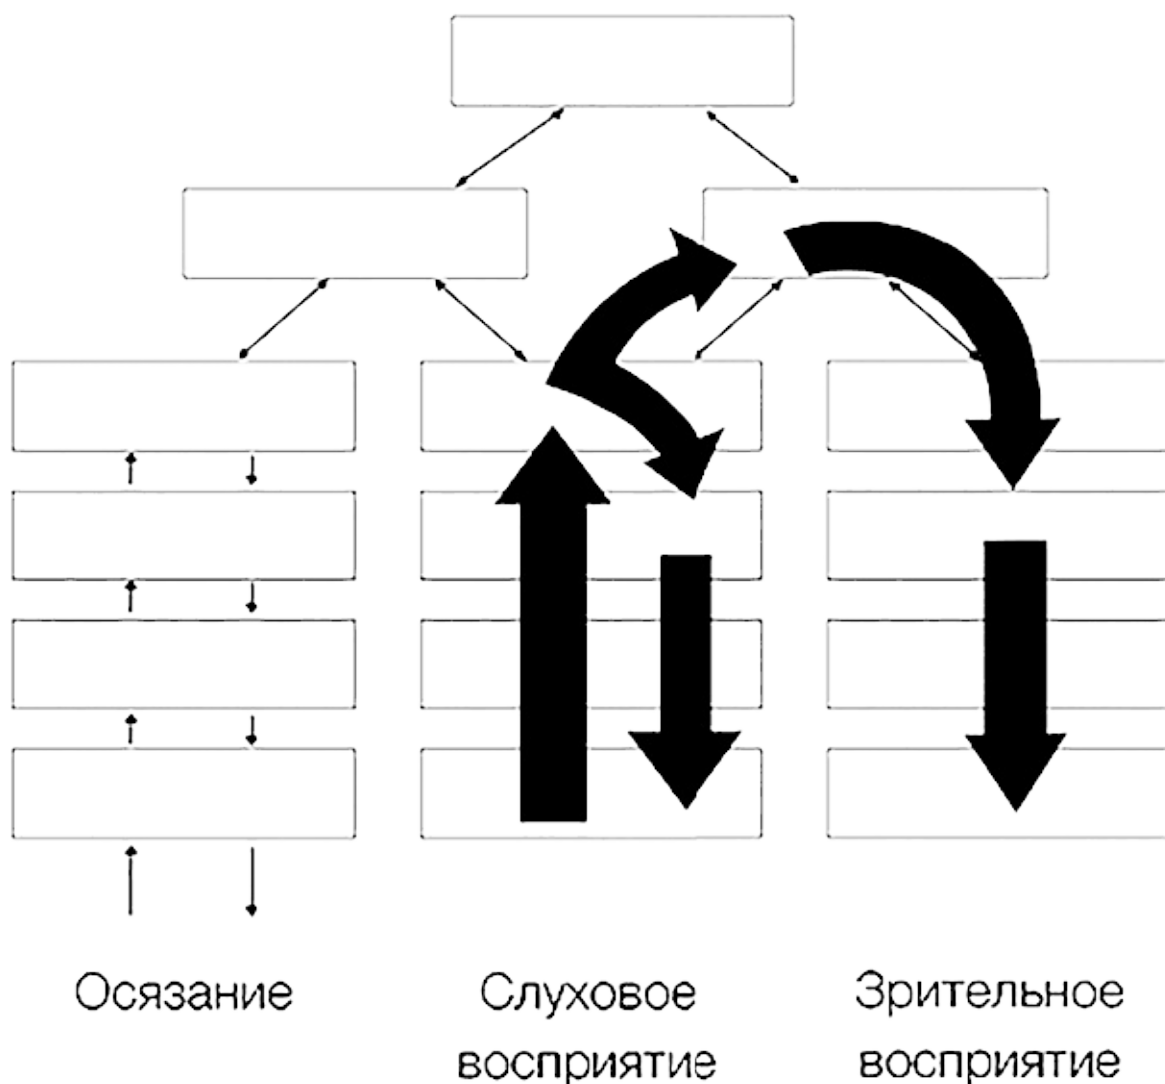 Осязание
Слуховое
восприятие
Зрительное
восприятие